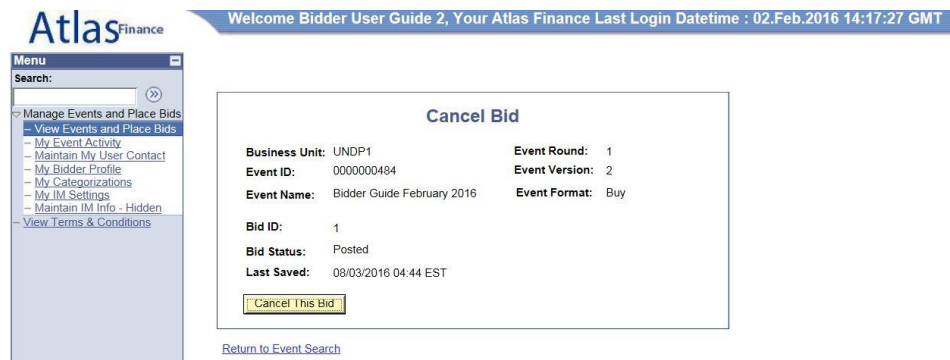 Atlas Finance
Welcome Bidder User Guide 2, Your Atlas Finance Last Login Datetime : 02.Feb.2016 14:17:27 GMT
Menu
Search:
Manage Events and Place Bids
– View Events and Place Bids
– My Event Activity
– Maintain My User Contact
– My Bidder Profile
– My Categorizations
– My IM Settings
– Maintain IM Info - Hidden
– View Terms & Conditions
Cancel Bid
Business Unit: UNDP1 Event Round: 1
Event ID: 0000000484 Event Version: 2
Event Name: Bidder Guide February 2016 Event Format: Buy
Bid ID: 1
Bid Status: Posted
Last Saved: 08/03/2016 04:44 EST
Cancel This Bid
Return to Event Search